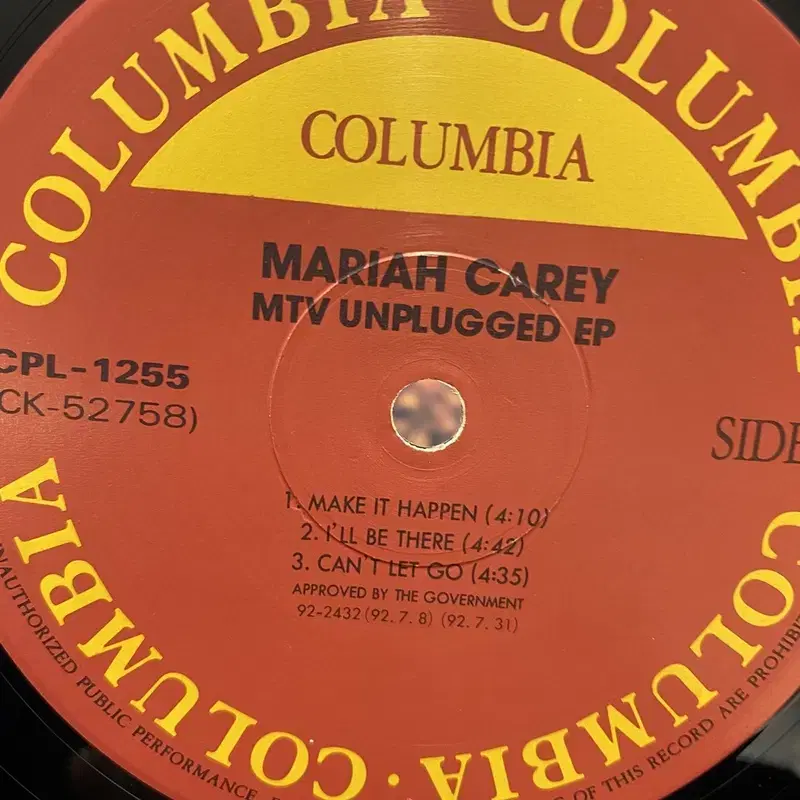 COLUMBIA COLUMBIA
COLUMBIA
MARIAH CAREY
MTV UNPLUGGED EP
CPL-1255
CK-52758)
SIDE
1. MAKE IT HAPPEN (4:10)
2. I'LL BE THERE (4:42)
3. CAN'T LET GO (4:35)
APPROVED BY THE GOVERNMENT
92-2432 (92. 7. 8) (92. 7. 31)
COLUMBIA · COLUMBIA · COLUMBIA
UNAUTHORIZED PUBLIC PERFORMANCE,
OF THIS RECORD ARE PROHIBI